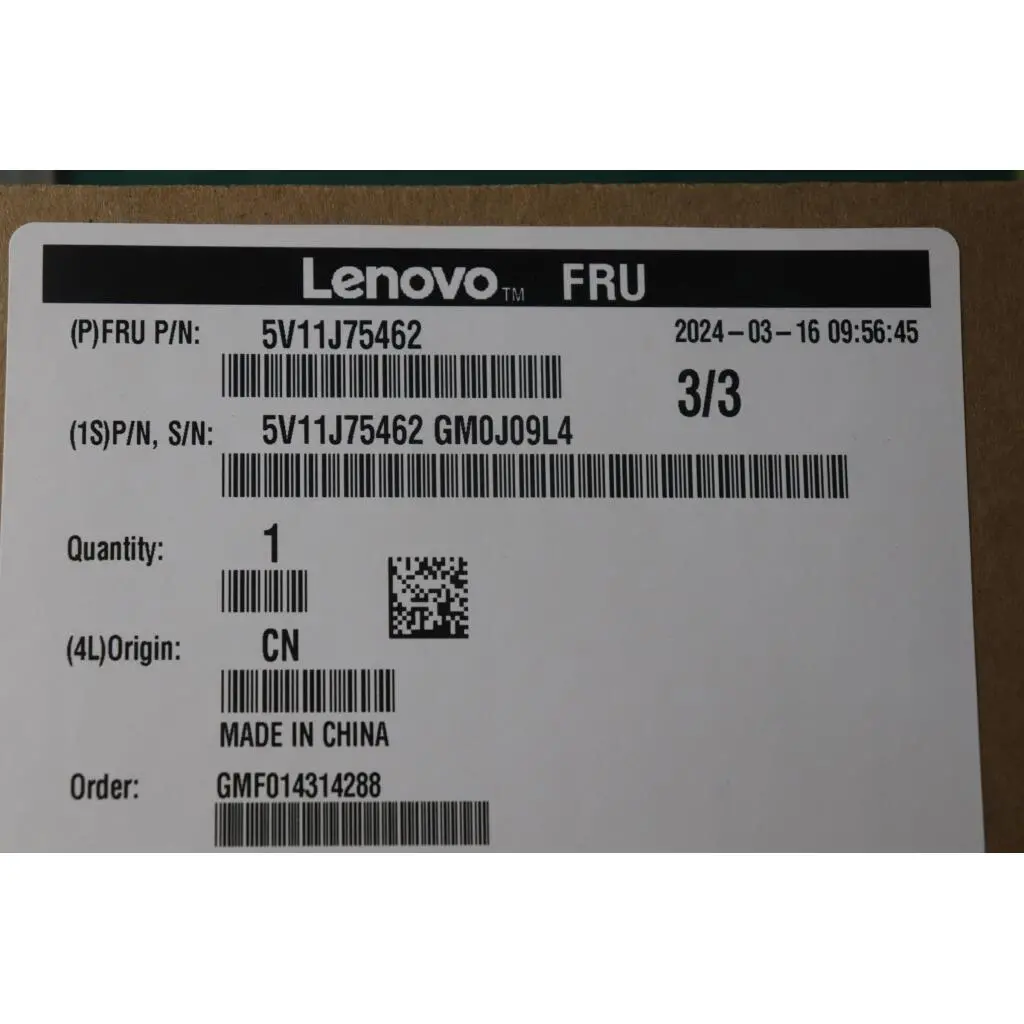 Lenovo™ FRU
(P)FRU P/N: 5V11J75462 2024-03-16 09:56:45
3/3
(1S)P/N, S/N: 5V11J75462 GM0J09L4
Quantity: 1
(4L)Origin: CN
MADE IN CHINA
Order: GMF014314288